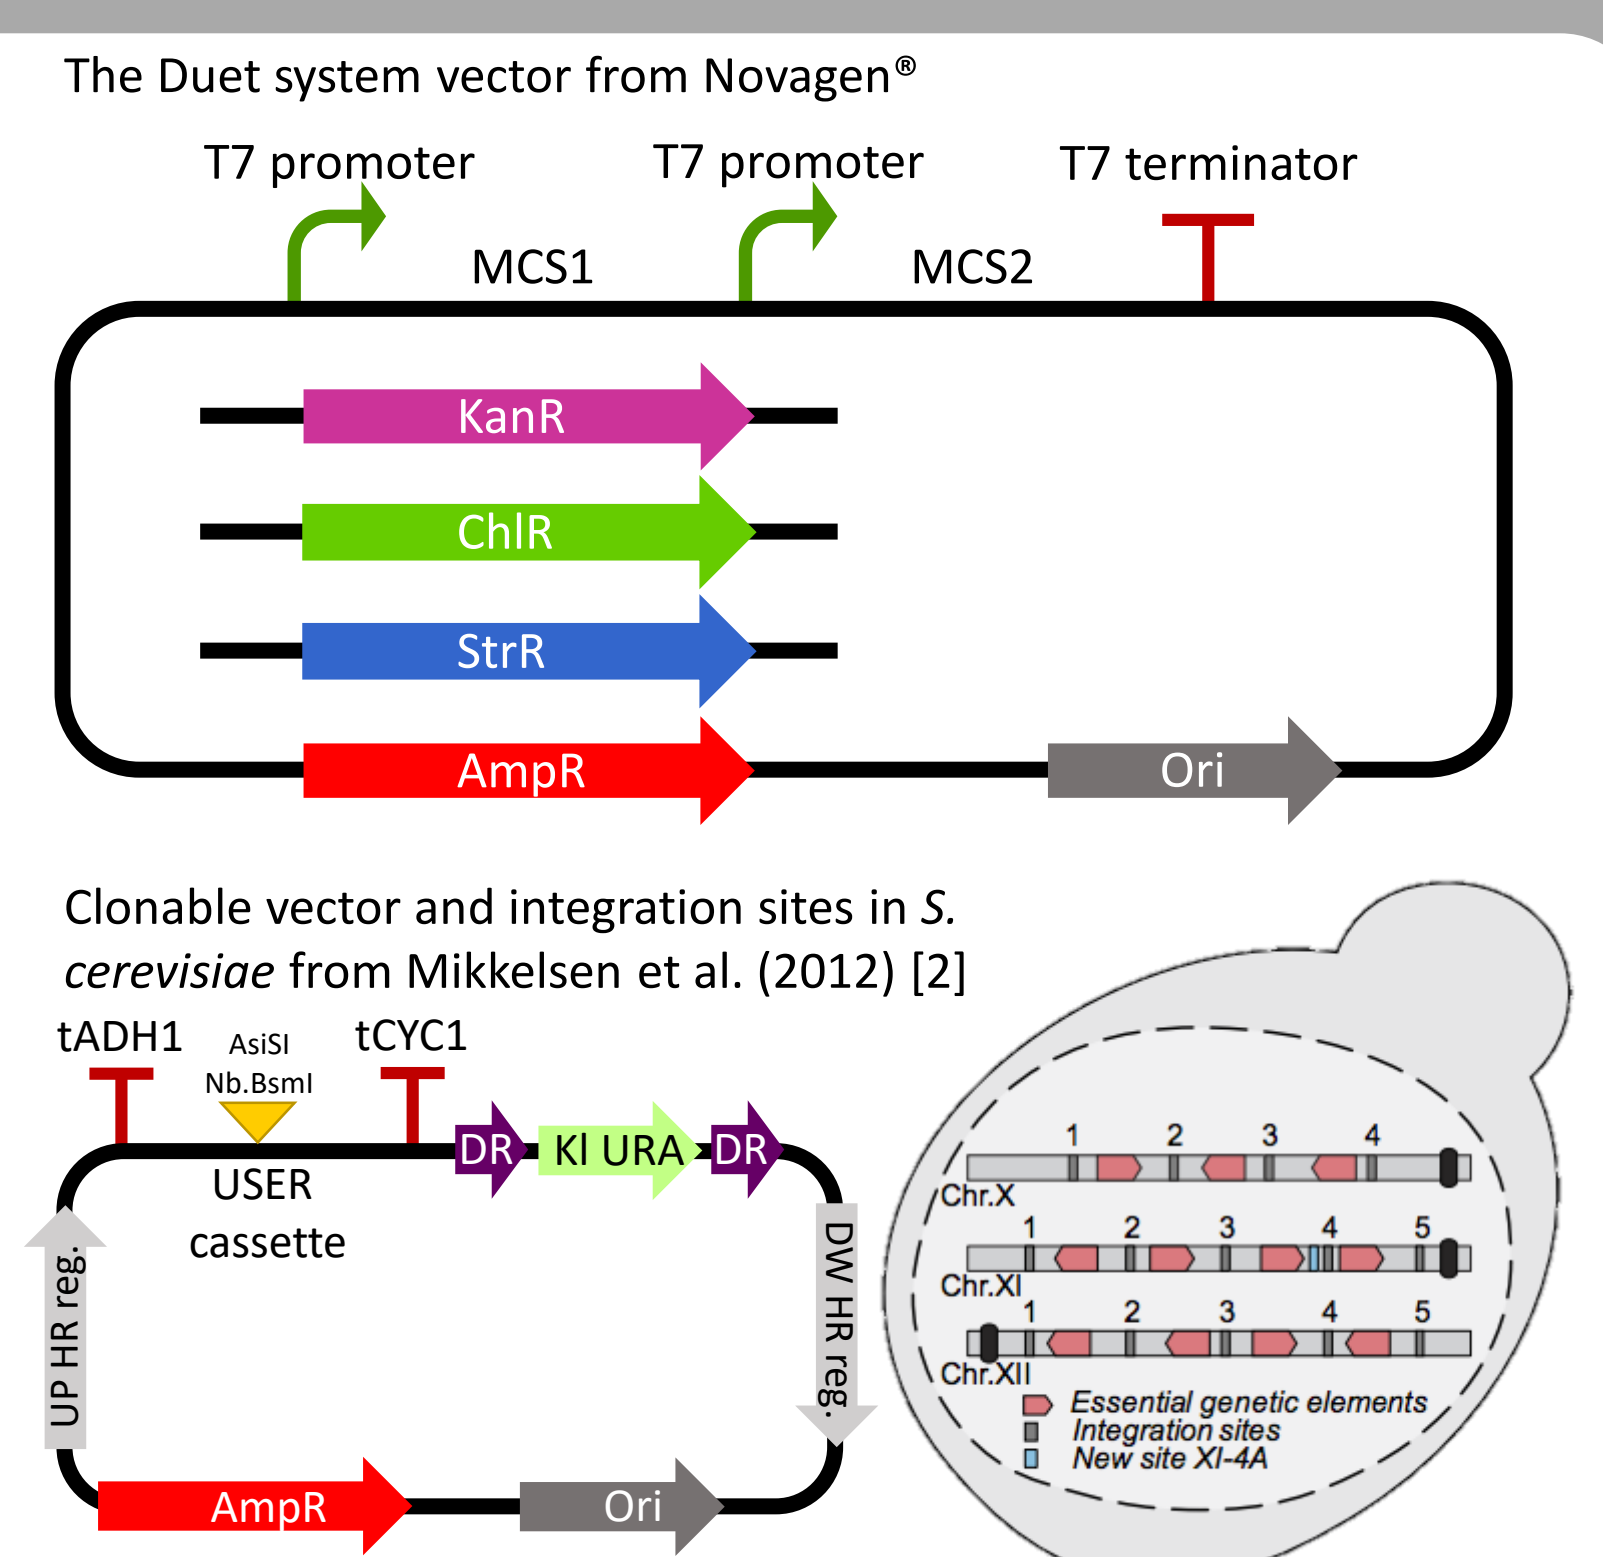 The Duet system vector from Novagen®
T7 promoter T7 promoter T7 terminator
MCS1 MCS2
KanR
ChlR
StrR
AmpR Ori
Clonable vector and integration sites in S.
cerevisiae from Mikkelsen et al. (2012) [2]
tADH1 AsiSI tCYC1
Nb.BsmI
DR Kl URA DR
USER
cassette
UP HR reg.
DW HR reg.
AmpR Ori
1 2 3 4
Chr.X
1 2 3 4 5
Chr.XI
1 2 3 4 5
Chr.XII
Essential genetic elements
Integration sites
New site XI-4A